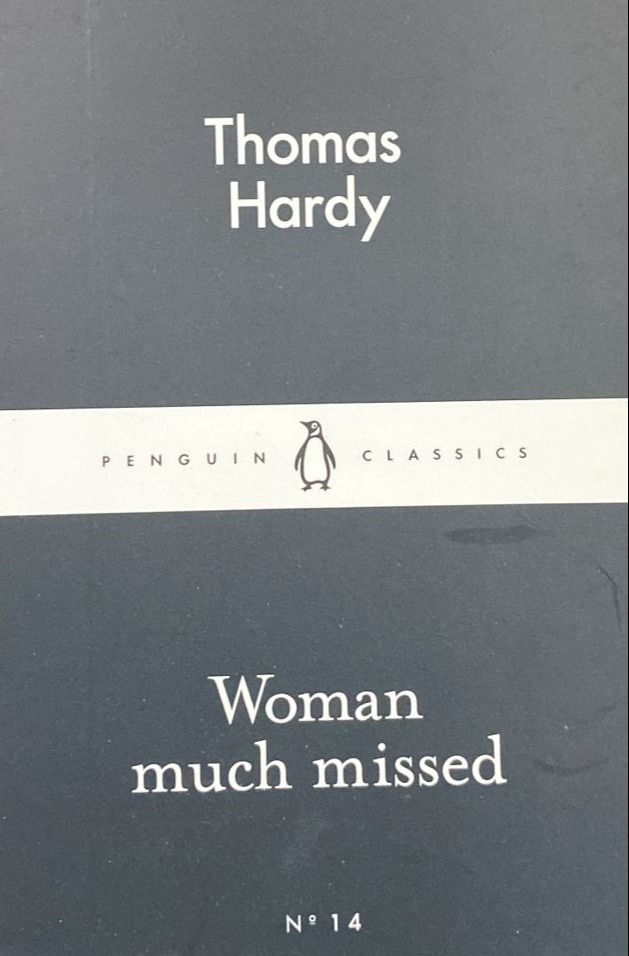 Thomas
Hardy
PENGUIN CLASSICS
Woman
much missed
Nº 14